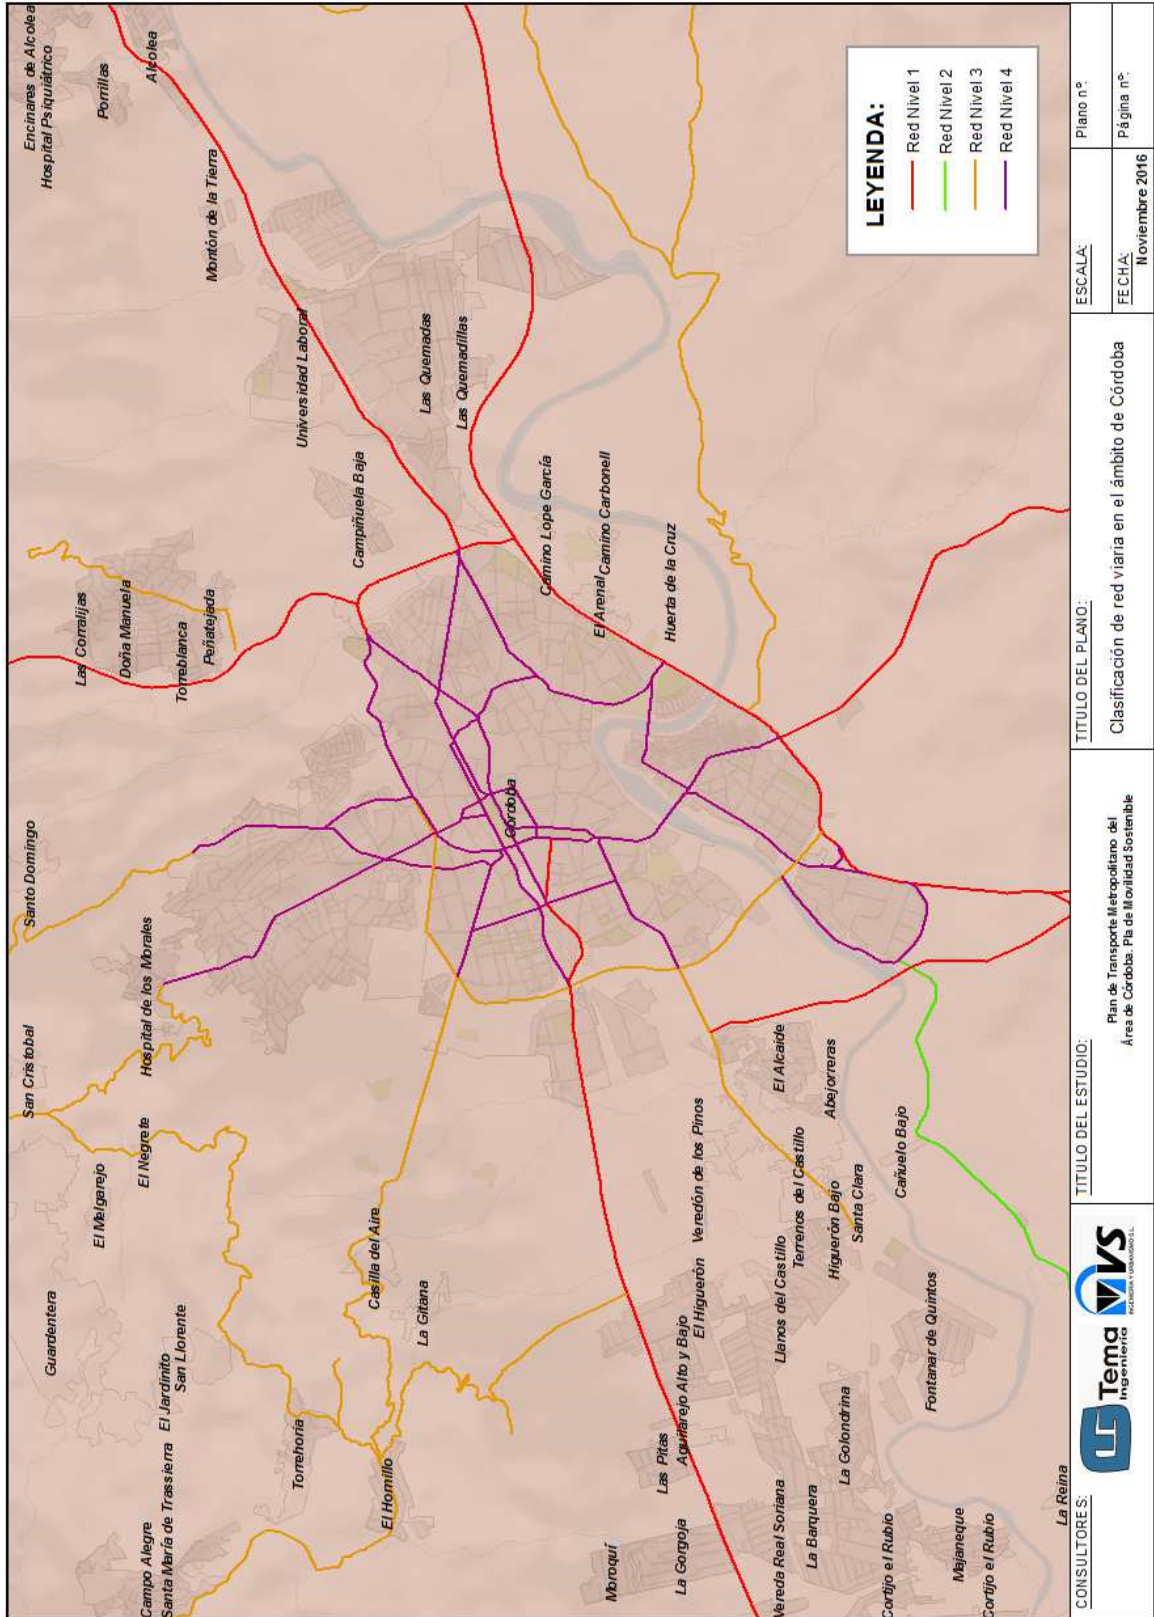 Encinares de Alcolea
Hospital Psiquiátrico
Porrillas
Alcolea
Montón de la Tierra
Universidad Laboral
Las Quemadas
Las Quemadillas
Campiñuela Baja
Las Corralijas
Doña Manuela
Torreblanca
Peñatejada
Camino Lope García
El Arenal
Camino Carbonell
Huerta de la Cruz
Santo Domingo
Córdoba
San Cristobal
Hospital de los Morales
El Negrete
El Melgarejo
Guardentera
El Jardinito
San Llorente
Campo Alegre
Santa María de Trassierra
Torrehoria
El Hornillo
Casilla del Aire
La Gitana
El Alcaide
Abejorreras
Veredón de los Pinos
El Higuerón
Terrenos del Castillo
Llanos del Castillo
Higuerón Bajo
Santa Clara
Cañuelo Bajo
Fontanar de Quintos
Aguilarejo Alto y Bajo
Las Pitas
La Golondrina
Moroquí
La Gorgoja
Vereda Real Soriana
La Barquera
Cortijo el Rubio
Majaneque
Cortijo el Rubio
La Reina
LEYENDA:
Red Nivel 1
Red Nivel 2
Red Nivel 3
Red Nivel 4
CONSULTORES:
Tema
Ingeniería
VS
INGENIERIA Y URBANISMO S.L.
TITULO DEL ESTUDIO:
Plan de Transporte Metropolitano del
Área de Córdoba. Pla de Movilidad Sostenible
TITULO DEL PLANO:
Clasificación de red viaria en el ámbito de Córdoba
ESCALA:
FECHA:
Noviembre 2016
Plano nº:
Página nº: